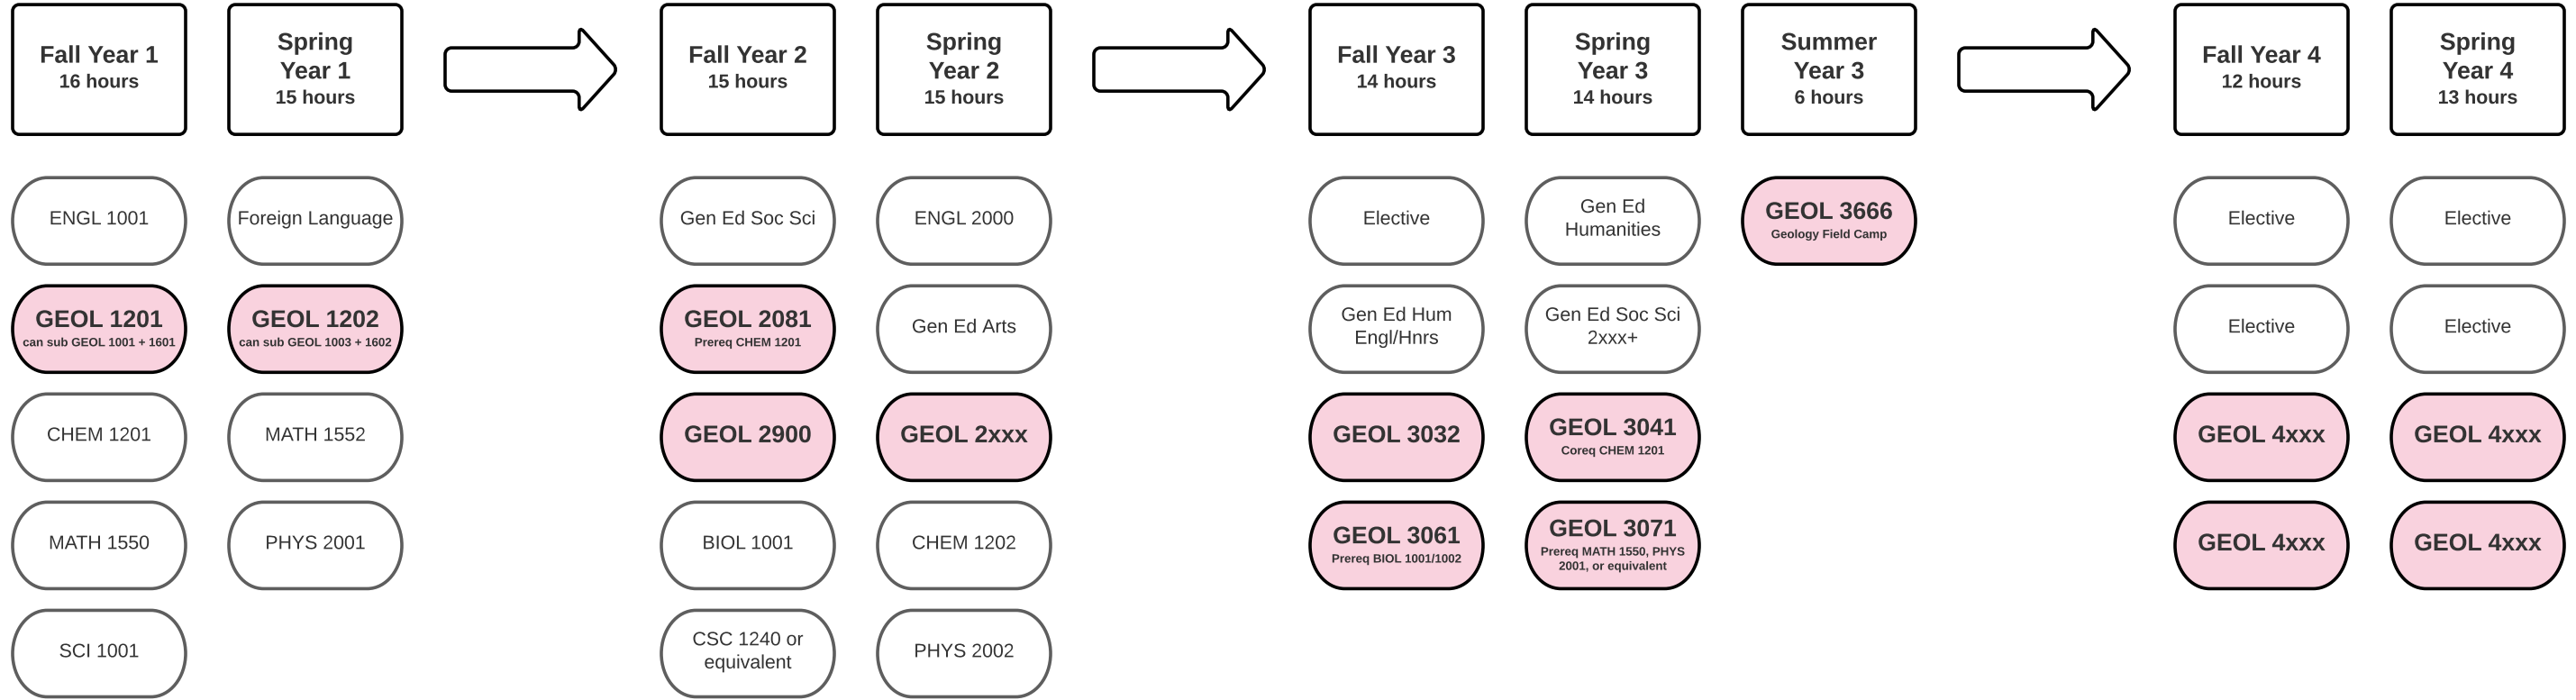 Fall Year 1
16 hours
Spring
Year 1
15 hours
Fall Year 2
15 hours
Spring
Year 2
15 hours
Fall Year 3
14 hours
Spring
Year 3
14 hours
Summer
Year 3
6 hours
Fall Year 4
12 hours
Spring
Year 4
13 hours
ENGL 1001
Foreign Language
Gen Ed Soc Sci
ENGL 2000
Elective
Gen Ed
Humanities
GEOL 3666
Geology Field Camp
Elective
Elective
GEOL 1201
can sub GEOL 1001 + 1601
GEOL 1202
can sub GEOL 1003 + 1602
GEOL 2081
Prereq CHEM 1201
Gen Ed Arts
Gen Ed Hum
Engl/Hnrs
Gen Ed Soc Sci
2xxx+
Elective
Elective
CHEM 1201
MATH 1552
GEOL 2900
GEOL 2xxx
GEOL 3032
GEOL 3041
Coreq CHEM 1201
GEOL 4xxx
GEOL 4xxx
MATH 1550
PHYS 2001
BIOL 1001
CHEM 1202
GEOL 3061
Prereq BIOL 1001/1002
GEOL 3071
Prereq MATH 1550, PHYS
2001, or equivalent
GEOL 4xxx
GEOL 4xxx
SCI 1001
CSC 1240 or
equivalent
PHYS 2002